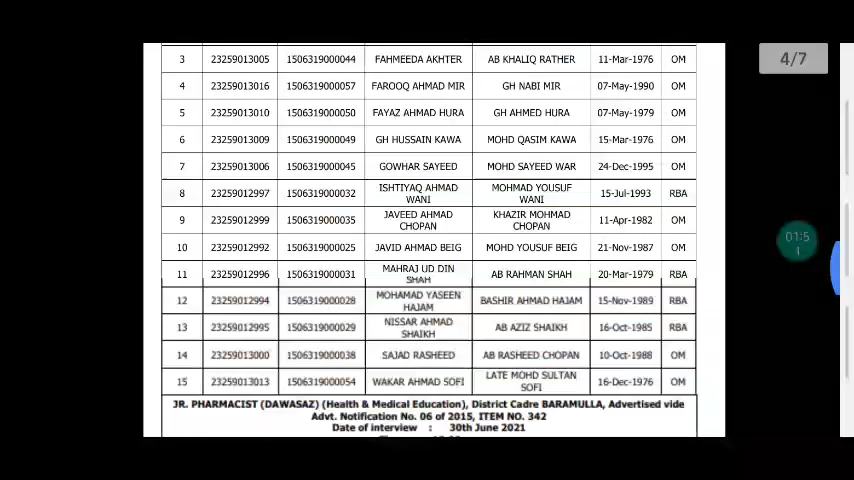 4/7
3 23259013005 1506319000044 FAHMEEDA AKHTER AB KHALIQ RATHER 11-Mar-1976 OM
4 23259013016 1506319000057 FAROOQ AHMAD MIR GH NABI MIR 07-May-1990 OM
5 23259013010 1506319000050 FAYAZ AHMAD HURA GH AHMED HURA 07-May-1979 OM
6 23259013009 1506319000049 GH HUSSAIN KAWA MOHD QASIM KAWA 15-Mar-1976 OM
7 23259013006 1506319000045 GOWHAR SAYEED MOHD SAYEED WAR 24-Dec-1995 OM
8 23259012997 1506319000032 ISHTIYAQ AHMAD WANI MOHMAD YOUSUF WANI 15-Jul-1993 RBA
9 23259012999 1506319000035 JAVEED AHMAD CHOPAN KHAZIR MOHMAD CHOPAN 11-Apr-1982 OM
10 23259012992 1506319000025 JAVID AHMAD BEIG MOHD YOUSUF BEIG 21-Nov-1987 OM
11 23259012996 1506319000031 MAHRAJ UD DIN SHAH AB RAHMAN SHAH 20-Mar-1979 RBA
12 23259012994 1506319000028 MOHAMAD YASEEN HAJAM BASHIR AHMAD HAJAM 15-Nov-1989 RBA
13 23259012995 1506319000029 NISSAR AHMAD SHAIKH AB AZIZ SHAIKH 16-Oct-1985 RBA
14 23259013000 1506319000038 SAJAD RASHEED AB RASHEED CHOPAN 10-Oct-1988 OM
15 23259013013 1506319000054 WAKAR AHMAD SOFI LATE MOHD SULTAN SOFI 16-Dec-1976 OM
JR. PHARMACIST (DAWASAZ) (Health & Medical Education), District Cadre BARAMULLA, Advertised vide
Advt. Notification No. 06 of 2015, ITEM NO. 342
Date of interview : 30th June 2021
01:5
1